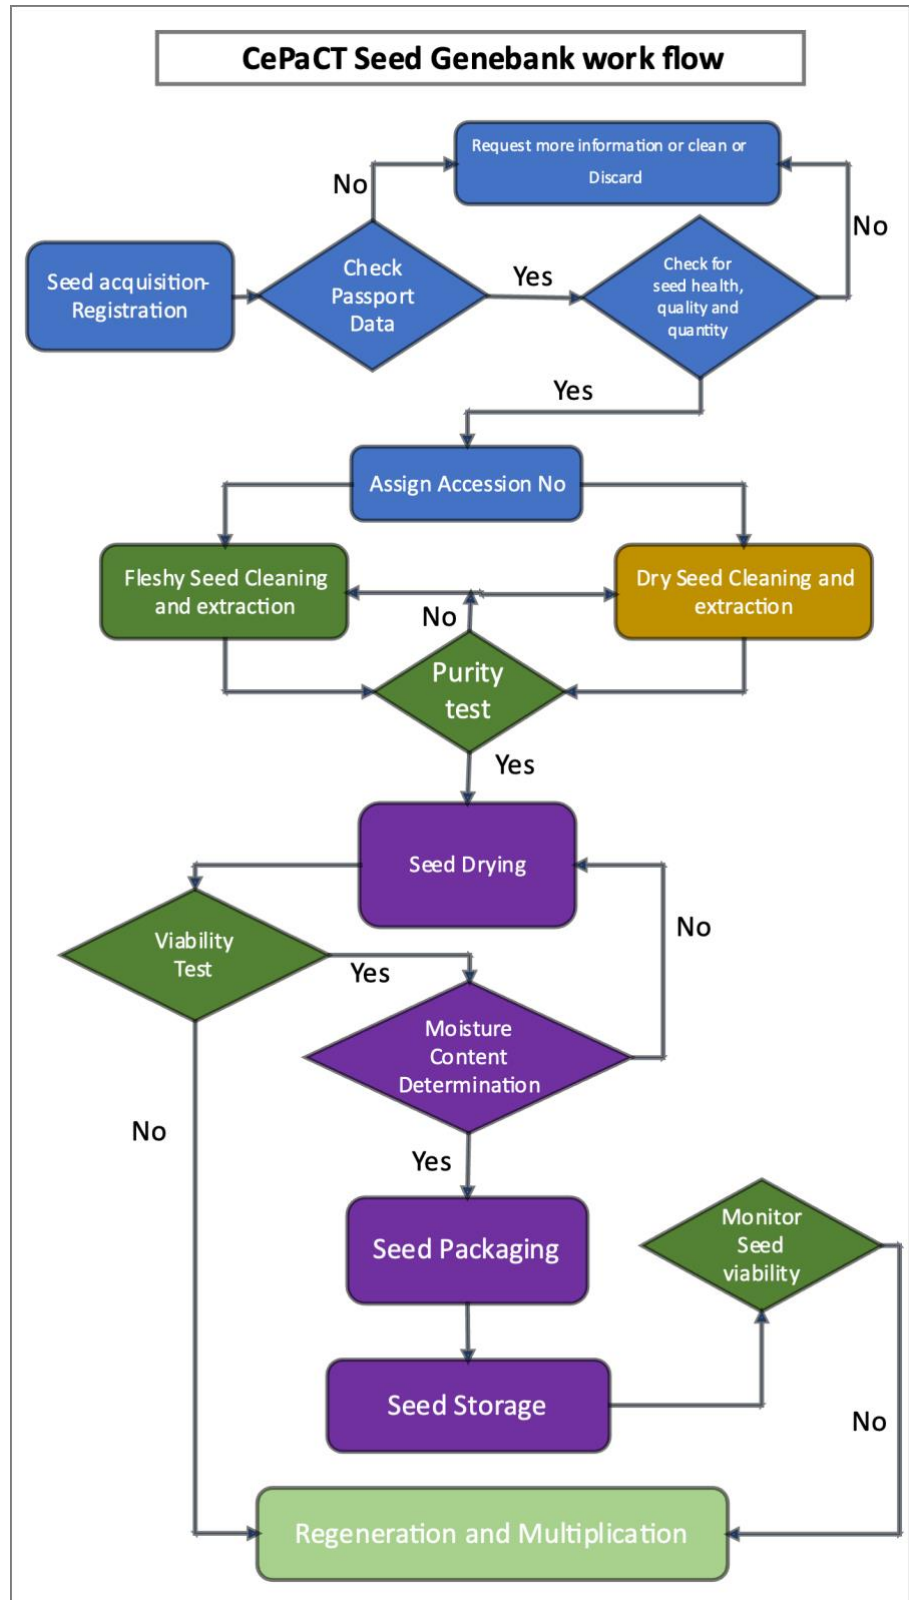 CePaCT Seed Genebank work flow
Request more information or clean or
Discard
No
No
Seed acquisition-
Registration
Check
Passport
Data
Yes
Check for
seed health,
quality and
quantity
Yes
Assign Accession No
Fleshy Seed Cleaning
and extraction
Dry Seed Cleaning and
extraction
No
Purity
test
Yes
Seed Drying
No
Viability
Test
Yes
Moisture
Content
Determination
No
Yes
Seed Packaging
Monitor
Seed
viability
Seed Storage
No
Regeneration and Multiplication